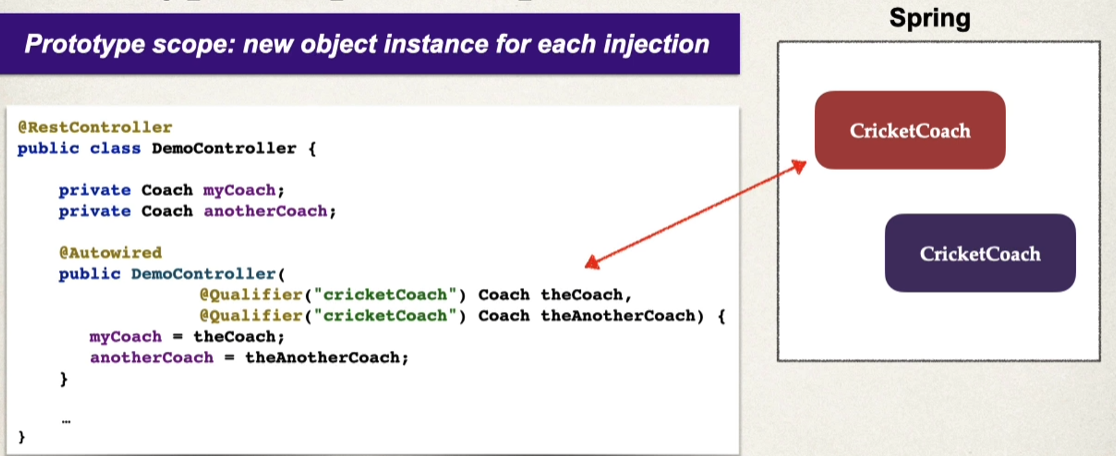 Prototype scope: new object instance for each injection
@RestController
public class DemoController {
private Coach myCoach;
private Coach anotherCoach;
@Autowired
public DemoController(
@Qualifier("cricketCoach") Coach theCoach,
@Qualifier("cricketCoach") Coach theAnotherCoach) {
myCoach = theCoach;
anotherCoach = theAnotherCoach;
}
…
}
Spring
CricketCoach
CricketCoach